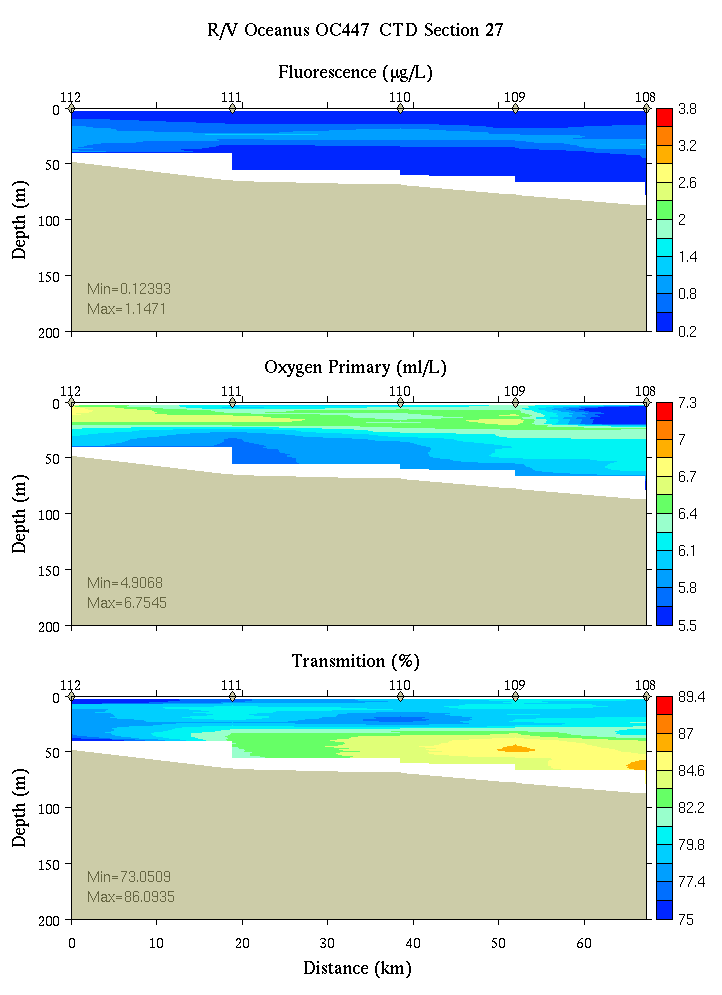 R/V Oceanus OC447 CTD Section 27
Fluorescence (µg/L)
112 111 110 109 108
0
50
100
150
200
Depth (m)
Min=0.12393
Max=1.1471
3.8
3.2
2.6
2
1.4
0.8
0.2
Oxygen Primary (ml/L)
112 111 110 109 108
0
50
100
150
200
Depth (m)
Min=4.9068
Max=6.7545
7.3
7
6.7
6.4
6.1
5.8
5.5
Transmition (%)
112 111 110 109 108
0
50
100
150
200
Depth (m)
Min=73.0509
Max=86.0935
89.4
87
84.6
82.2
79.8
77.4
75
0 10 20 30 40 50 60
Distance (km)